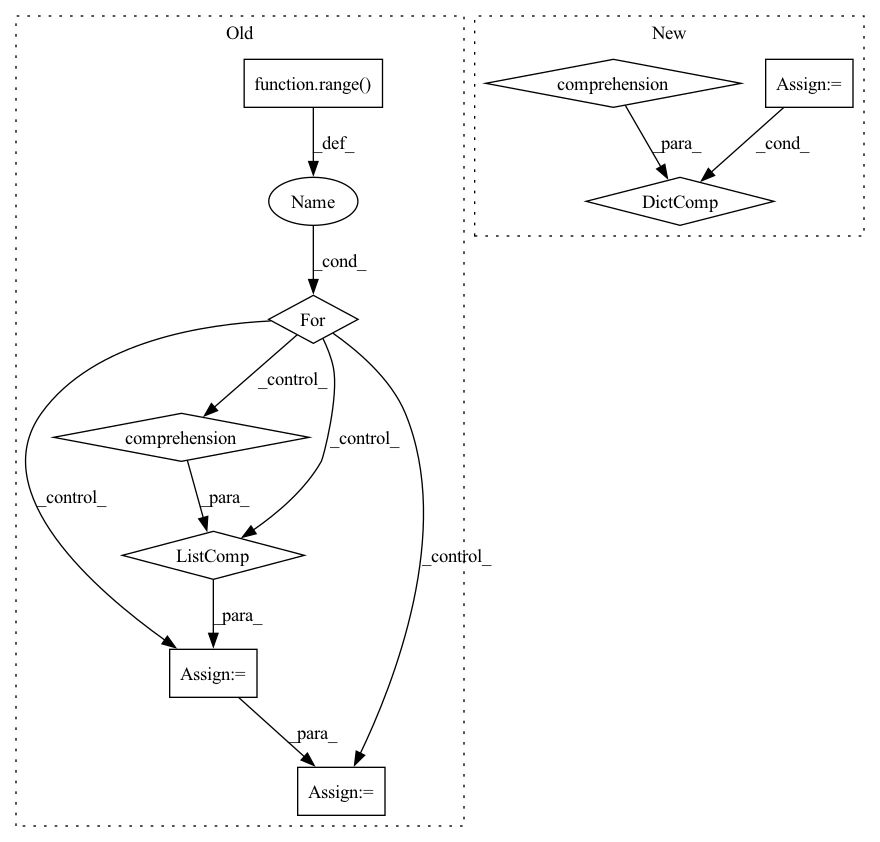 Old
New
function.range()
comprehension
Assign:=
_def_
_para_
_cond_
Name
DictComp
_cond_
For
_control_
comprehension
_control_
_control_
_para_
_control_
ListComp
_para_
Assign:=
_para_
Assign:=